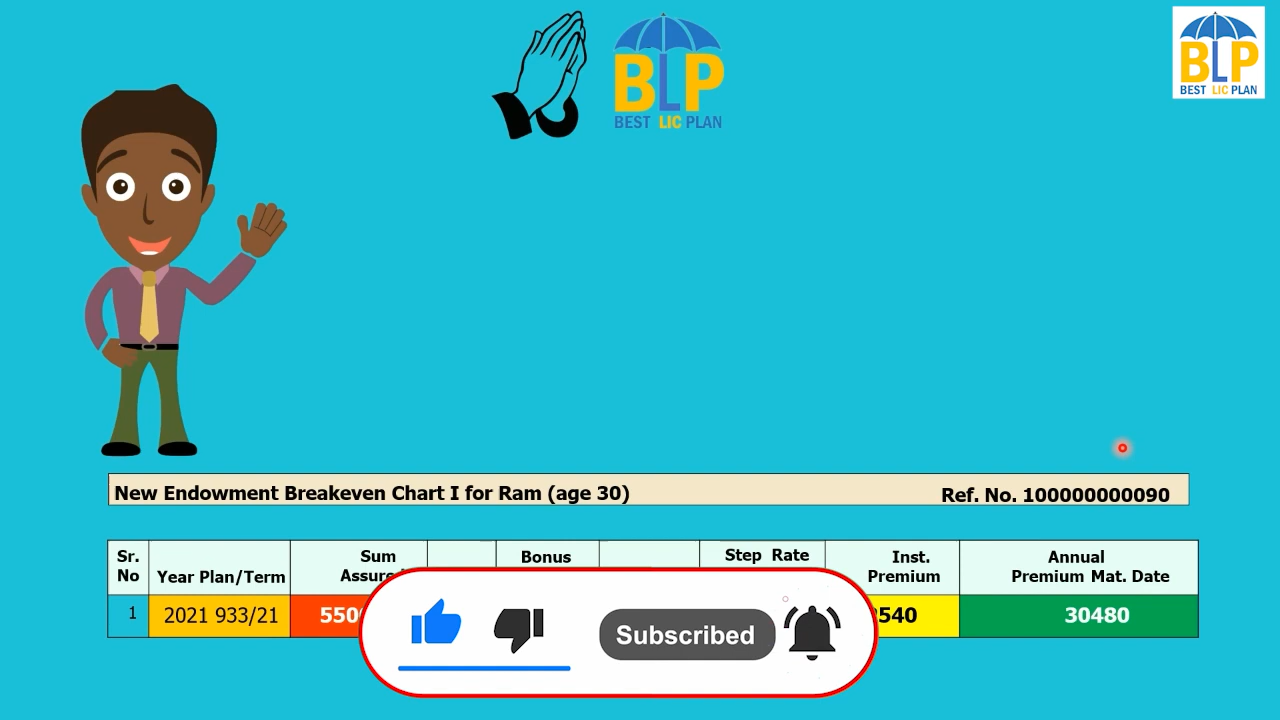 BLP
BEST LIC PLAN
BLP
BEST LIC PLAN
New Endowment Breakeven Chart I for Ram (age 30) Ref. No. 100000000090
Sr. No Year Plan/Term Sum Bonus Step Rate Inst. Premium Annual Premium Mat. Date
1 2021 933/21 30480
Subscribed